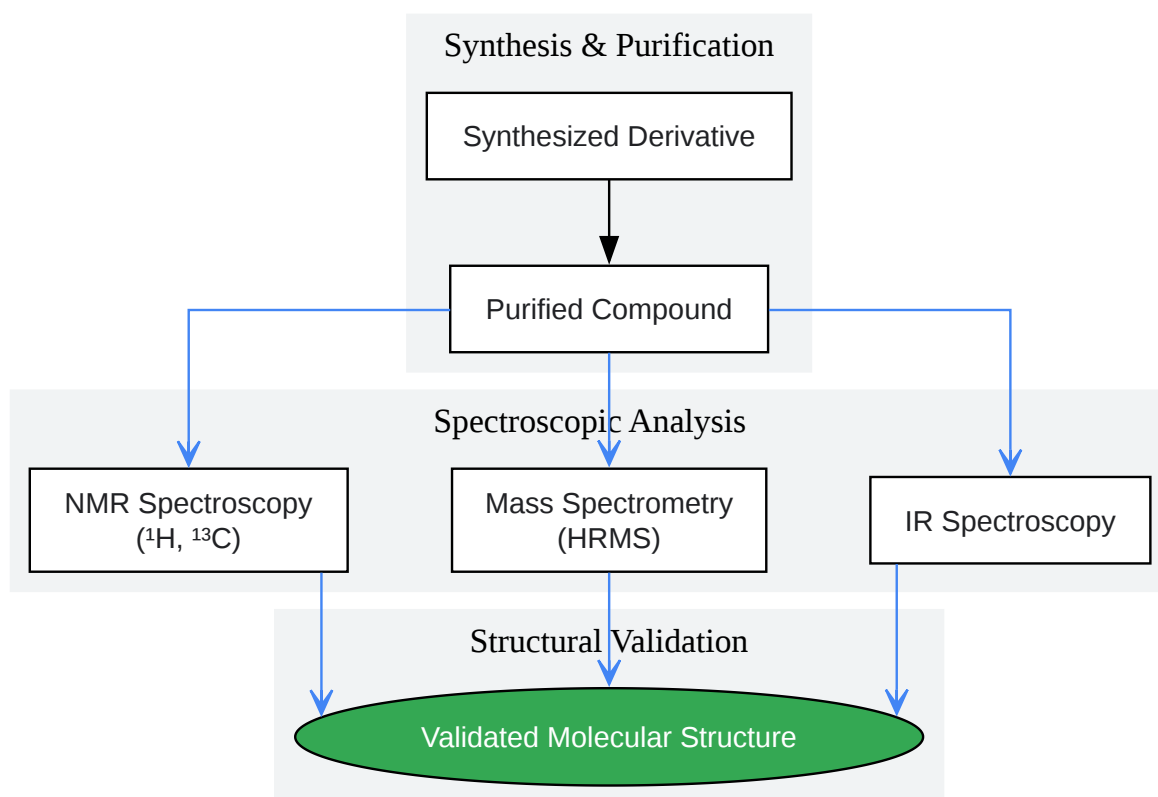 Synthesis & Purification
Synthesized Derivative
Purified Compound
Spectroscopic Analysis
NMR Spectroscopy
(¹H, ¹³C)
Mass Spectrometry
(HRMS)
IR Spectroscopy
Structural Validation
Validated Molecular Structure